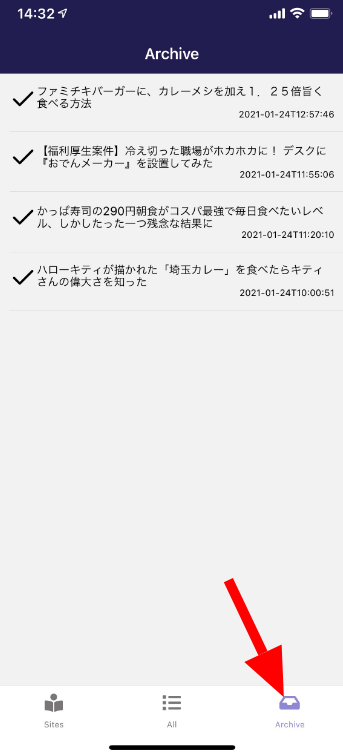 14:32
Archive
ファミチキバーガーに、カレーメシを加え１．２５倍旨く
食べる方法
2021-01-24T12:57:46
【福利厚生案件】冷え切った職場がホカホカに！ デスクに
『おでんメーカー』を設置してみた
2021-01-24T11:55:06
かっぱ寿司の290円朝食がコスパ最強で毎日食べたいレベ
ル、しかしたった一つ残念な結果に
2021-01-24T11:20:10
ハローキティが描かれた「埼玉カレー」を食べたらキティ
さんの偉大さを知った
2021-01-24T10:00:51
Sites
All
Archive